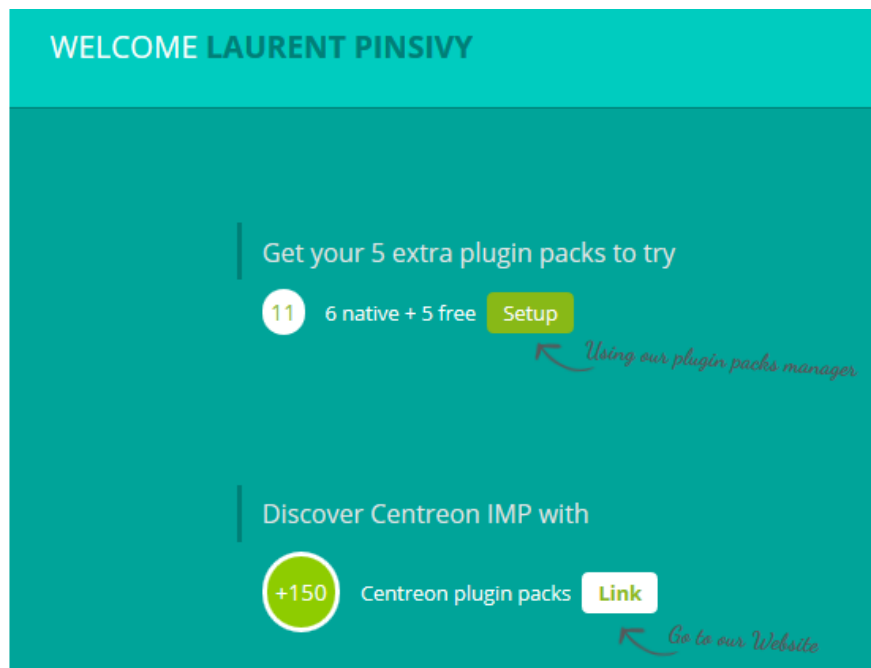 WELCOME LAURENT PINSIVY
Get your 5 extra plugin packs to try
11 6 native + 5 free Setup
Using our plugin packs manager
Discover Centreon IMP with
+150 Centreon plugin packs Link
Go to our Website